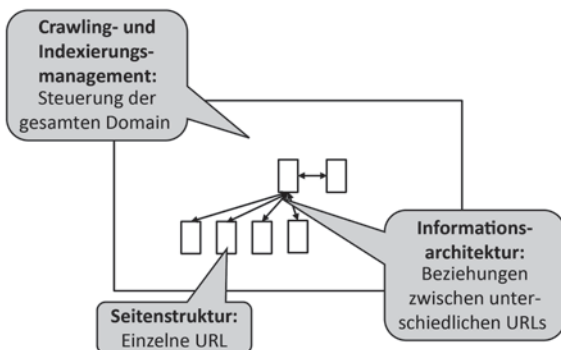 Crawling- und
Indexierungs-
management:
Steuerung der
gesamten Domain
Informations-
architektur:
Beziehungen
zwischen unter-
schiedlichen URLs
Seitenstruktur:
Einzelne URL